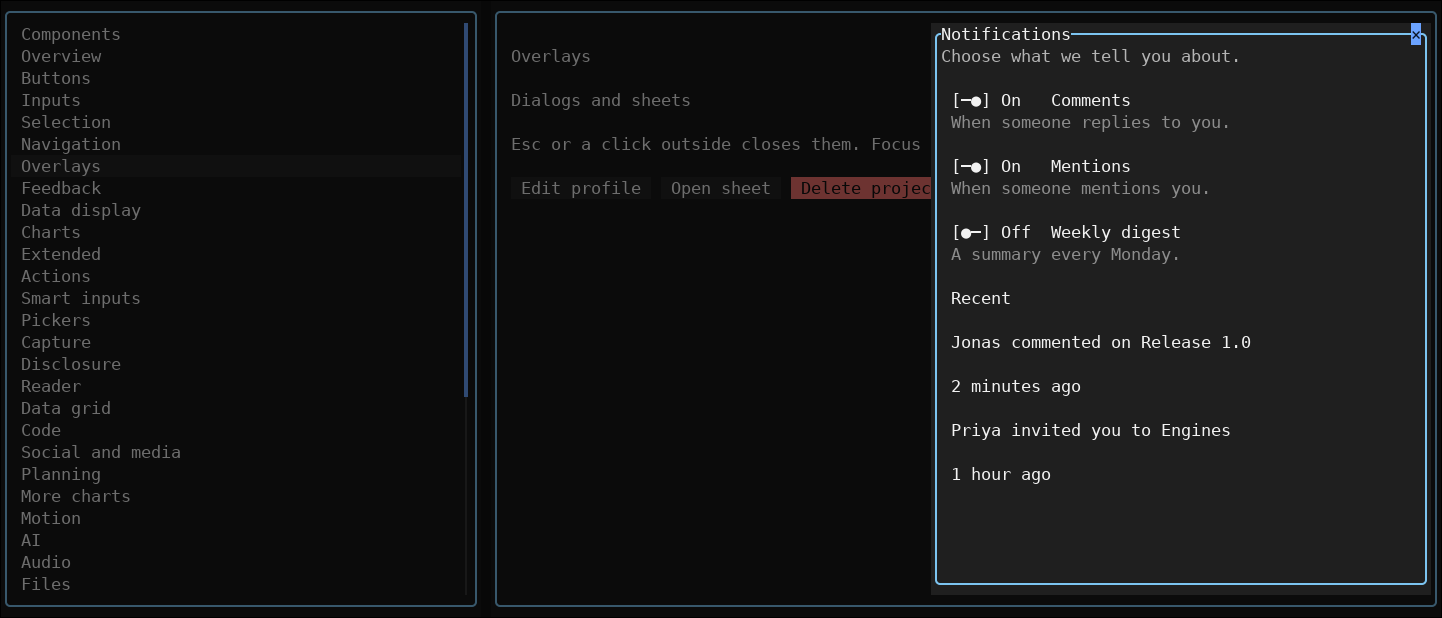 Components
Overview
Buttons
Inputs
Selection
Navigation
Overlays
Feedback
Data display
Charts
Extended
Actions
Smart inputs
Pickers
Capture
Disclosure
Reader
Data grid
Code
Social and media
Planning
More charts
Motion
AI
Audio
Files
Overlays
Dialogs and sheets
Esc or a click outside closes them. Focus
Edit profile Open sheet Delete projec
Notifications ×
Choose what we tell you about.
[─●] On Comments
When someone replies to you.
[─●] On Mentions
When someone mentions you.
[●─] Off Weekly digest
A summary every Monday.
Recent
Jonas commented on Release 1.0
2 minutes ago
Priya invited you to Engines
1 hour ago